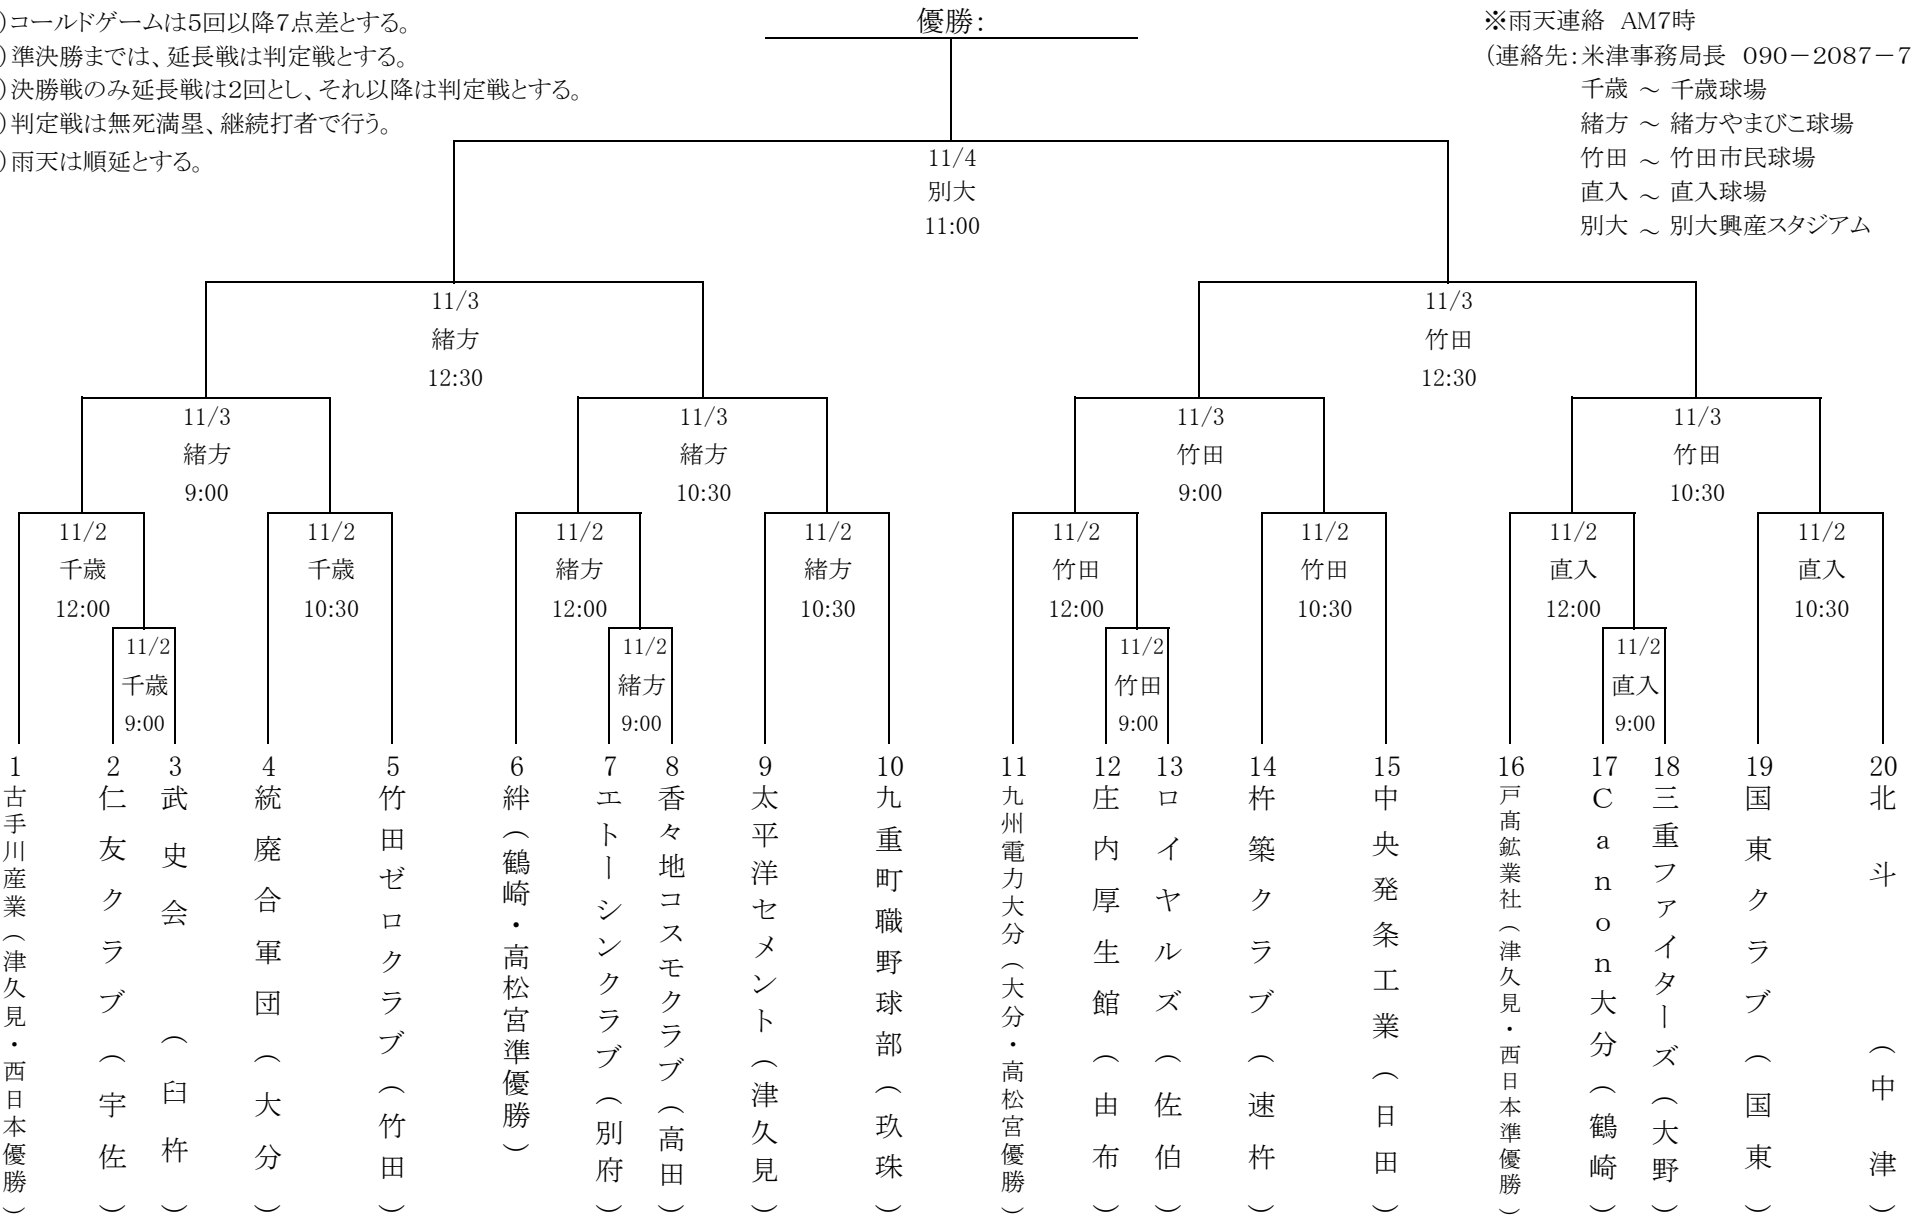 )コールドゲームは5回以降7点差とする。
)準決勝までは、延長戦は判定戦とする。
)決勝戦のみ延長戦は2回とし、それ以降は判定戦とする。
)判定戦は無死満塁、継続打者で行う。
)雨天は順延とする。
優勝:
※雨天連絡 AM7時
(連絡先:米津事務局長 090-2087-7
千歳 ～ 千歳球場
緒方 ～ 緒方やまびこ球場
竹田 ～ 竹田市民球場
直入 ～ 直入球場
別大 ～ 別大興産スタジアム
11/4
別大
11:00
11/3
緒方
12:30
11/3
竹田
12:30
11/3
緒方
9:00
11/3
緒方
10:30
11/3
竹田
9:00
11/3
竹田
10:30
11/2
千歳
12:00
11/2
千歳
10:30
11/2
緒方
12:00
11/2
緒方
10:30
11/2
竹田
12:00
11/2
竹田
10:30
11/2
直入
12:00
11/2
直入
10:30
11/2
千歳
9:00
11/2
緒方
9:00
11/2
竹田
9:00
11/2
直入
9:00
1
古手川産業(津久見・西日本優勝)
2
仁友クラブ(宇佐)
3
武史会 (臼杵)
4
統廃合軍団(大分)
5
竹田ゼロクラブ(竹田)
6
絆(鶴崎・高松宮準優勝)
7
エトーシンクラブ(別府)
8
香々地コスモクラブ(高田)
9
太平洋セメント(津久見)
10
九重町職野球部(玖珠)
11
九州電力大分(大分・高松宮優勝)
12
庄内厚生館(由布)
13
ロイヤルズ(佐伯)
14
杵築クラブ(速杵)
15
中央発条工業(日田)
16
戸髙鉱業社(津久見・西日本準優勝)
17
Canon大分(鶴崎)
18
三重ファイターズ(大野)
19
国東クラブ(国東)
20
北斗 (中津)